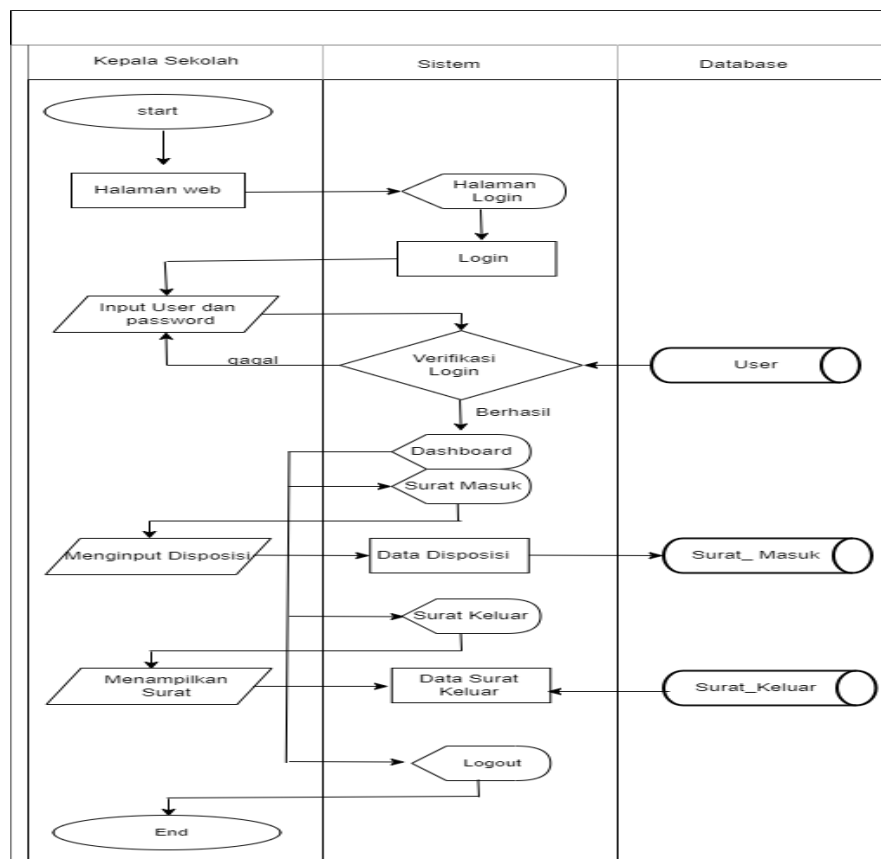 Kepala Sekolah
Sistem
Database
start
Halaman web
Halaman
Login
Login
Input User dan
password
gagal
Verifikasi
Login
User
Berhasil
Dashboard
Surat Masuk
Menginput Disposisi
Data Disposisi
Surat_ Masuk
Surat Keluar
Menampilkan
Surat
Data Surat
Keluar
Surat_Keluar
Logout
End